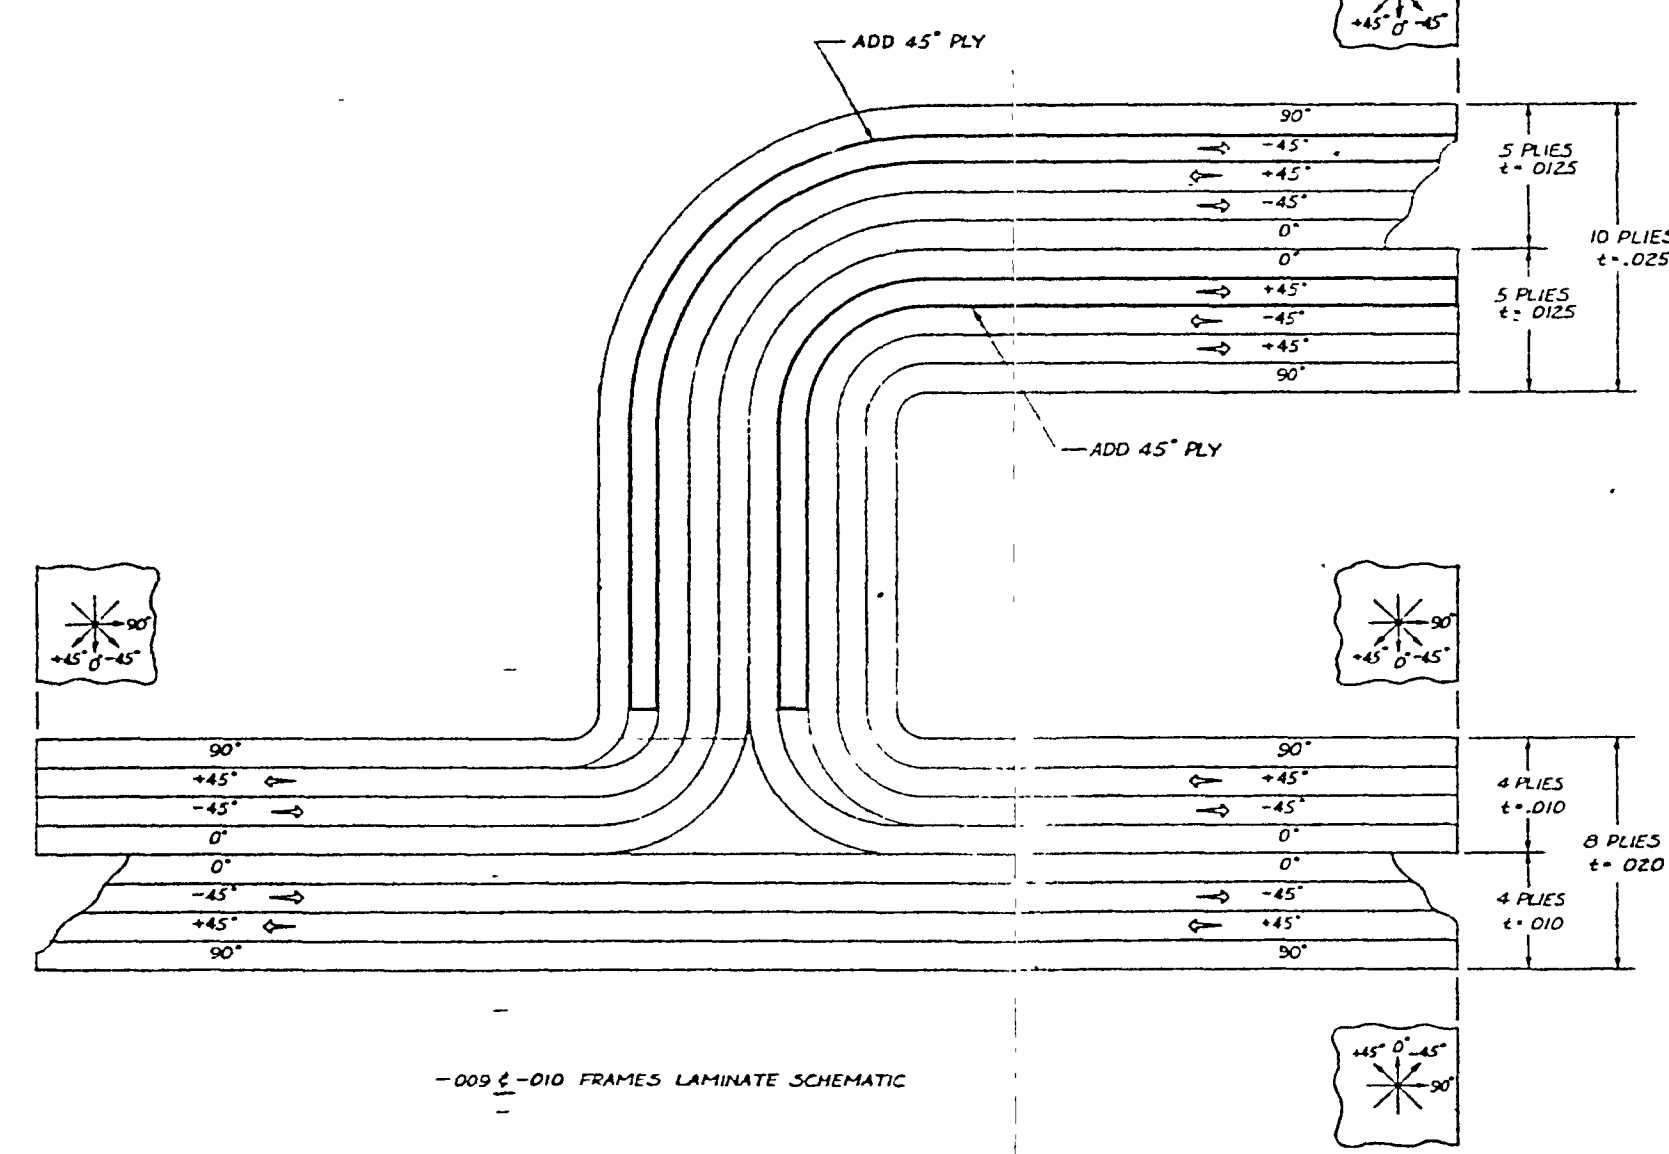 +45° 0° -45°
ADD 45° PLY
90°
-45°
+45°
-45°
0°
0°
+45°
-45°
+45°
90°
5 PLIES
t= .0125
10 PLIES
t= .025
5 PLIES
t= .0125
ADD 45° PLY
90°
+45° 0° -45°
90°
+45° 0° -45°
90°
+45°
-45°
0°
0°
-45°
+45°
90°
90°
+45°
-45°
0°
0°
-45°
+45°
90°
4 PLIES
t= .010
8 PLIES
t= 020
4 PLIES
t= 010
-009 & -010 FRAMES LAMINATE SCHEMATIC
+45° 0° -45°
90°